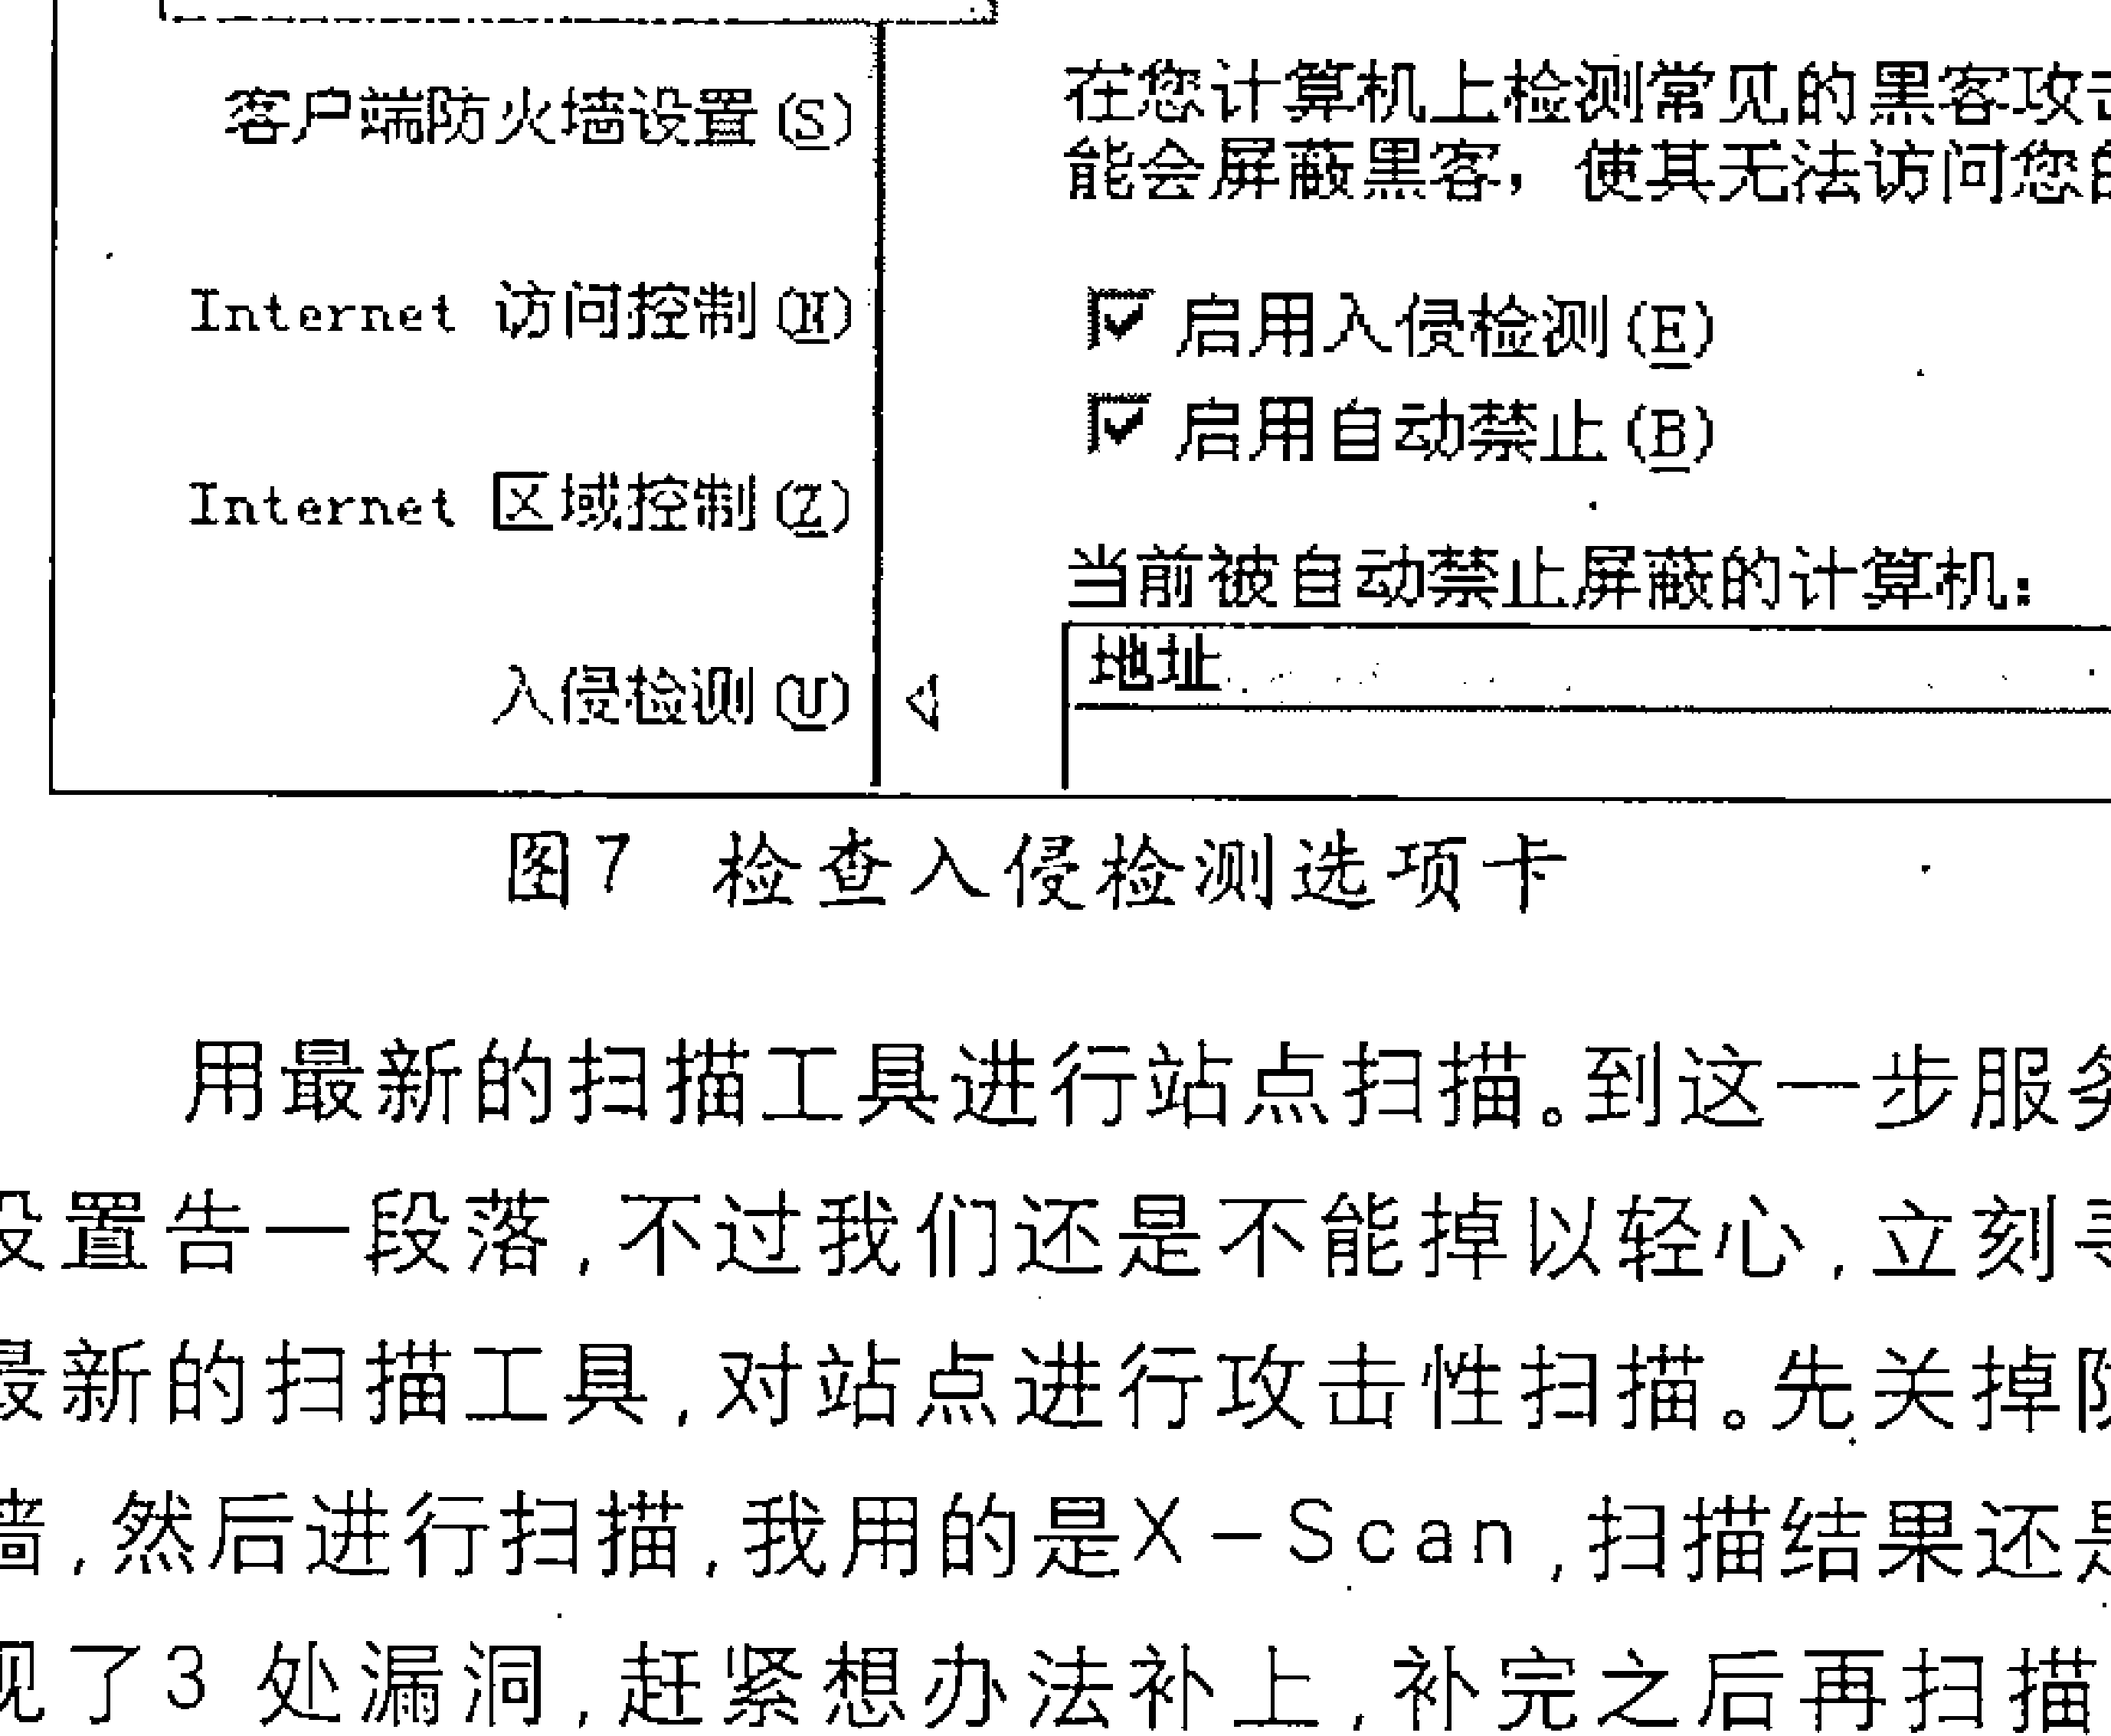 客户端防火墙设置(S)
Internet 访问控制(N)
Internet 区域控制(Z)
入侵检测(U)
在您计算机上检测常见的黑客攻击
能会屏蔽黑客，使其无法访问您的
启用入侵检测(E)
启用自动禁止(B)
当前被自动禁止屏蔽的计算机：
地址
图7 检查入侵检测选项卡
用最新的扫描工具进行站点扫描。到这一步服务
设置告一段落,不过我们还是不能掉以轻心,立刻寻
最新的扫描工具,对站点进行攻击性扫描。先关掉防
墙,然后进行扫描,我用的是X-Scan,扫描结果还是
现了3 处漏洞,赶紧想办法补上,补完之后再扫描